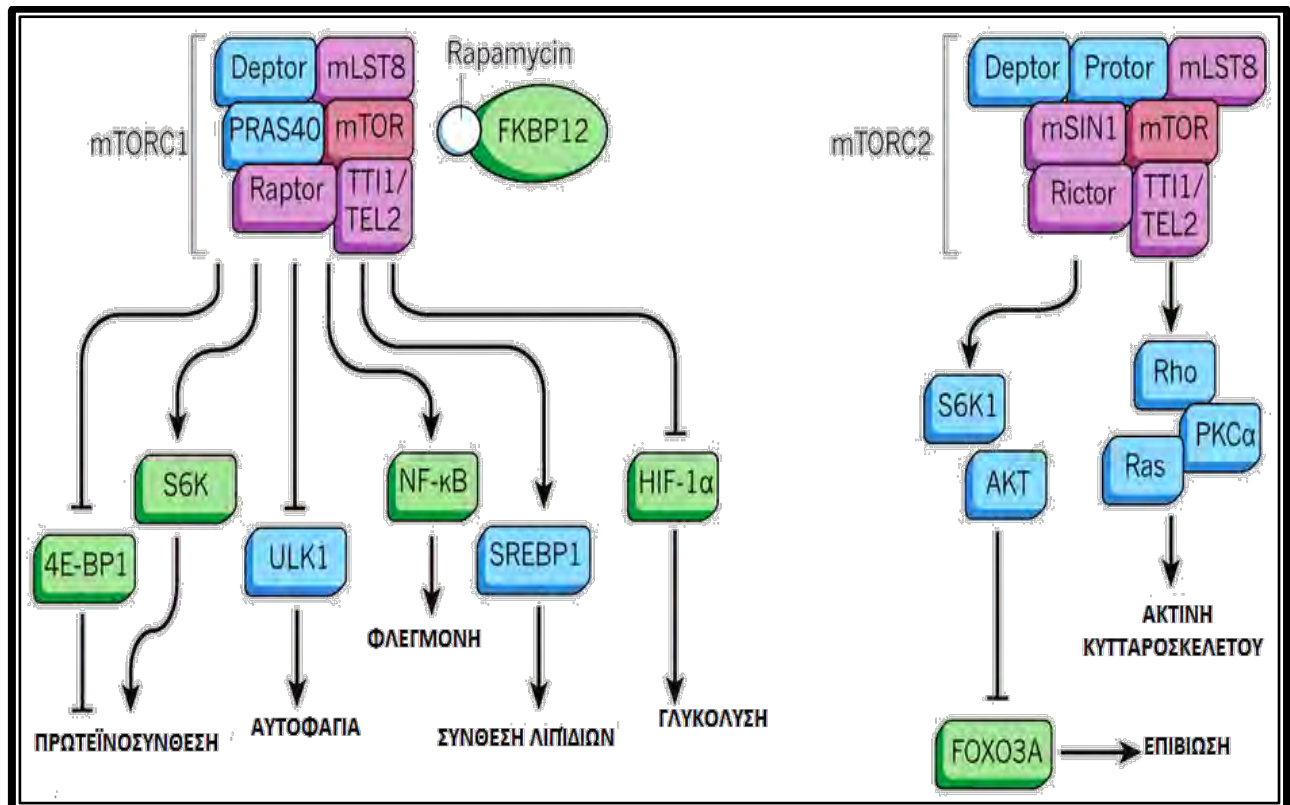 mTORC1
Deptor
mLST8
PRAS40
mTOR
Raptor
TTI1/
TEL2
Rapamycin
FKBP12
mTORC2
Deptor
Protor
mLST8
mSIN1
mTOR
Rictor
TTI1/
TEL2
4E-BP1
S6K
ULK1
NF-κB
SREBP1
HIF-1α
ΠΡΩΤΕΪΝΟΣΥΝΘΕΣΗ
ΑΥΤΟΦΑΓΙΑ
ΦΛΕΓΜΟΝΗ
ΣΥΝΘΕΣΗ ΛΙΠΙΔΙΩΝ
ΓΛΥΚΟΛΥΣΗ
S6K1
AKT
Rho
PKCα
Ras
ΑΚΤΙΝΗ
ΚΥΤΤΑΡΟΣΚΕΛΕΤΟΥ
FOXO3A
ΕΠΙΒΙΩΣΗ